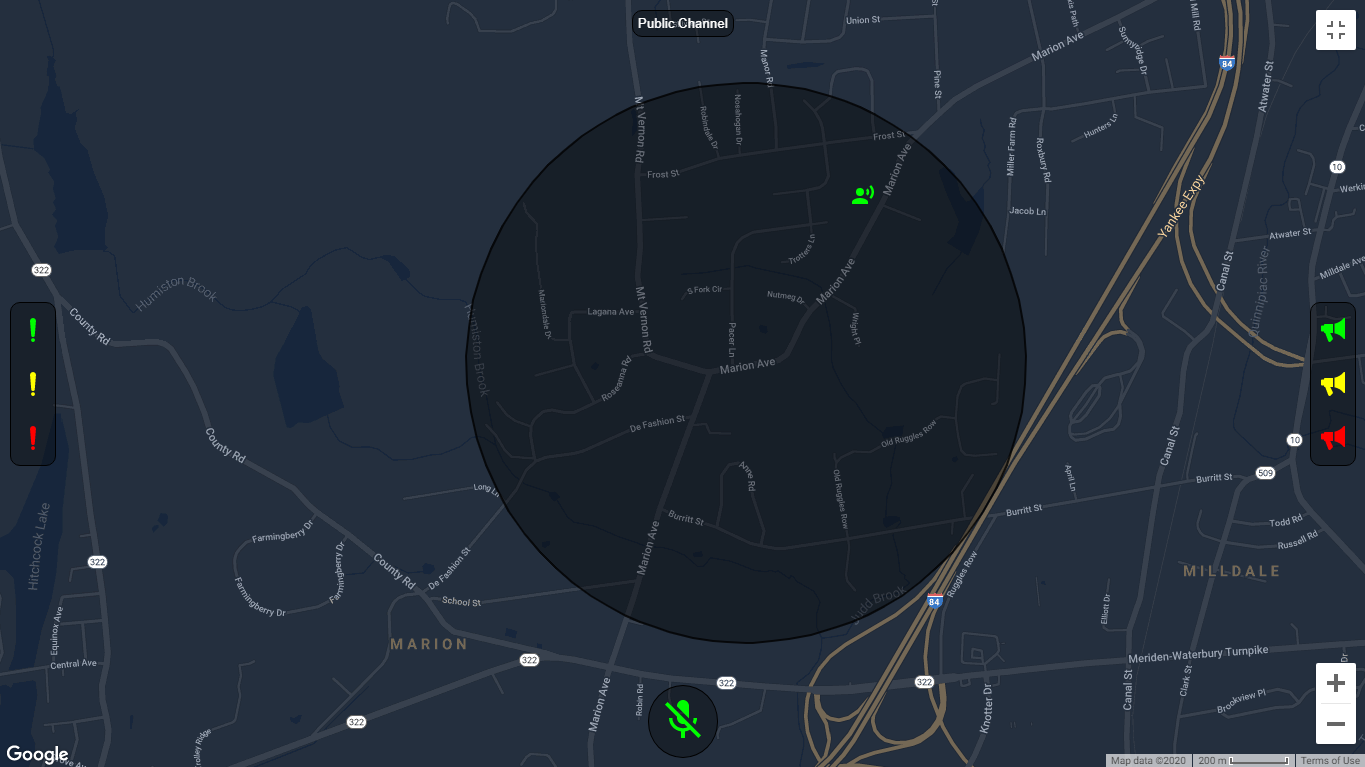 Public Channel
Union St
Mill Rd
Marion Ave
Sunnyridge Dr
Manor Rd
Pine St
84
Atwater St
Mt Vernon Rd
Robindale Dr
Nosahogan Dr
Frost St
Hunters Ln
Miller Farm Rd
Roxbury Rd
Frost St
Marion Ave
10
Yankee Expy
Jacob Ln
Atwater St
Trotters Ln
Canal St
Quinnipiac River
Milldale Ave
322
Humiston Brook
Marion Ave
S Fork Cir
Nutmeg Dr
Mariondale Dr
Lagana Ave
Mt Vernon Rd
Wright Pl
County Rd
Humiston Brook
Pacer Ln
Marion Ave
Roseanna Rd
De Fashion St
Old Ruggles Row
County Rd
Canal St
10
509
Burritt St
Anne Rd
April Ln
Long Ln
Old Ruggles Row
Burritt St
Burritt St
Todd Rd
Russell Rd
Hitchcock Lake
Farmingberry Dr
Marion Ave
322
Farmingberry Dr
County Rd
De Fashion St
Ruggles Row
MILLDALE
Farmingberry Dr
School St
Judd Brook
84
Elliott Dr
Equinox Ave
MARION
Central Ave
322
Meriden-Waterbury Turnpike
322
322
Clark St
Canal St
Robin Rd
Marion Ave
Knotter Dr
Brookview Pl
322
Google
Map data ©2020
200 m
Terms of Use